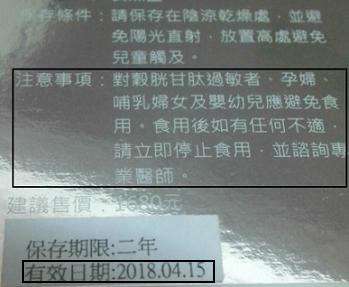 保存條件：請保存在陰涼乾燥處，並避
免陽光直射，放置高處避免
兒童觸及。
注意事項：對穀胱甘肽過敏者、孕婦、
哺乳婦女及嬰幼兒應避免食
用。食用後如有任何不適，
請立即停止食用，並諮詢專
業醫師。
建議售價：1680元
保存期限:二年
有效日期:2018.04.15